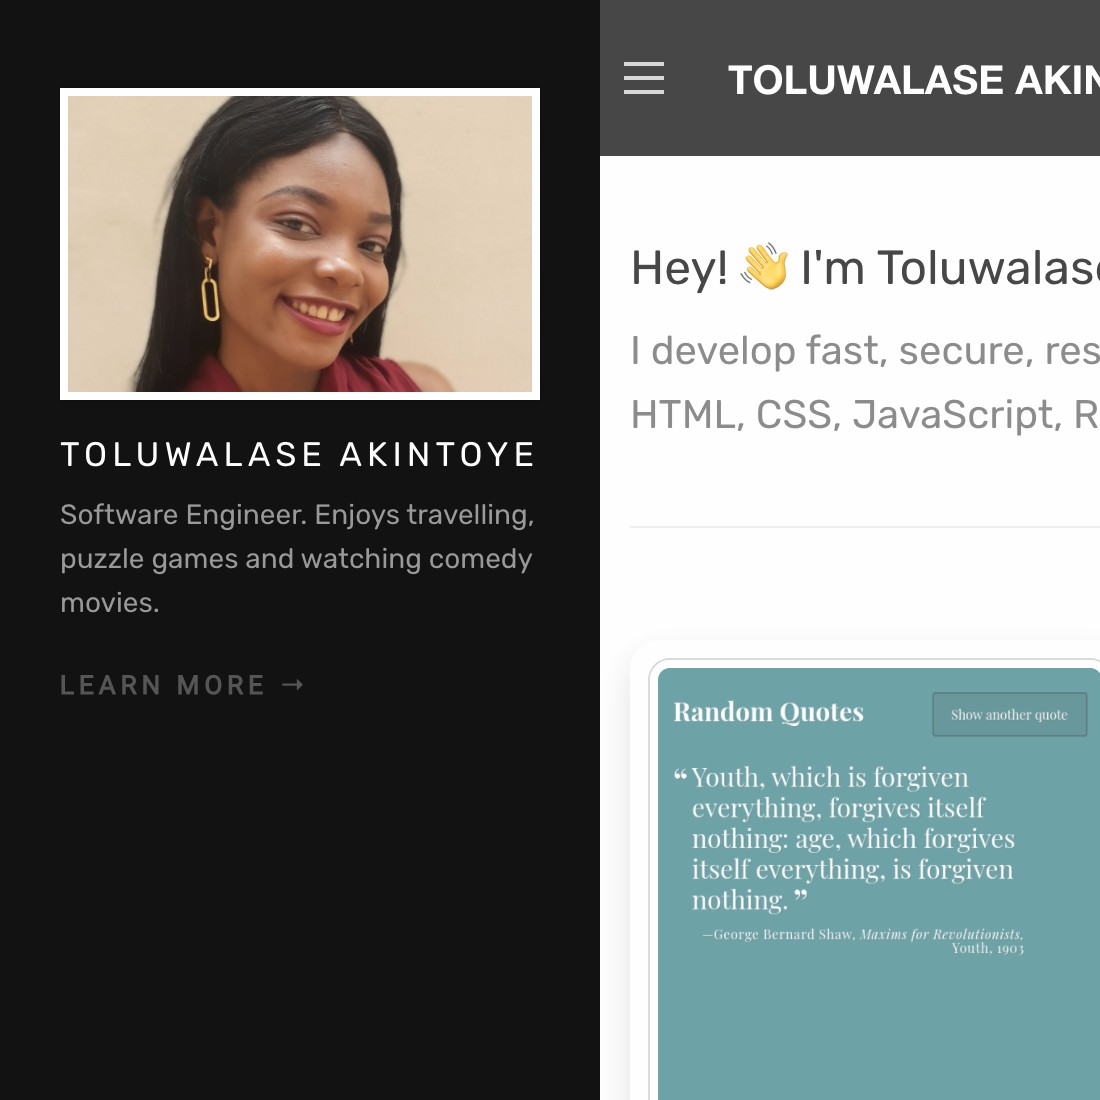 TOLUWALASE AKINTOYE
Software Engineer. Enjoys travelling,
puzzle games and watching comedy
movies.
LEARN MORE →
TOLUWALASE AKIN
Hey! 👋 I'm Toluwalase
I develop fast, secure, res
HTML, CSS, JavaScript, R
Random Quotes
Show another quote
“Youth, which is forgiven
everything, forgives itself
nothing: age, which forgives
itself everything, is forgiven
nothing.”
—George Bernard Shaw, Maxims for Revolutionists,
Youth, 1903